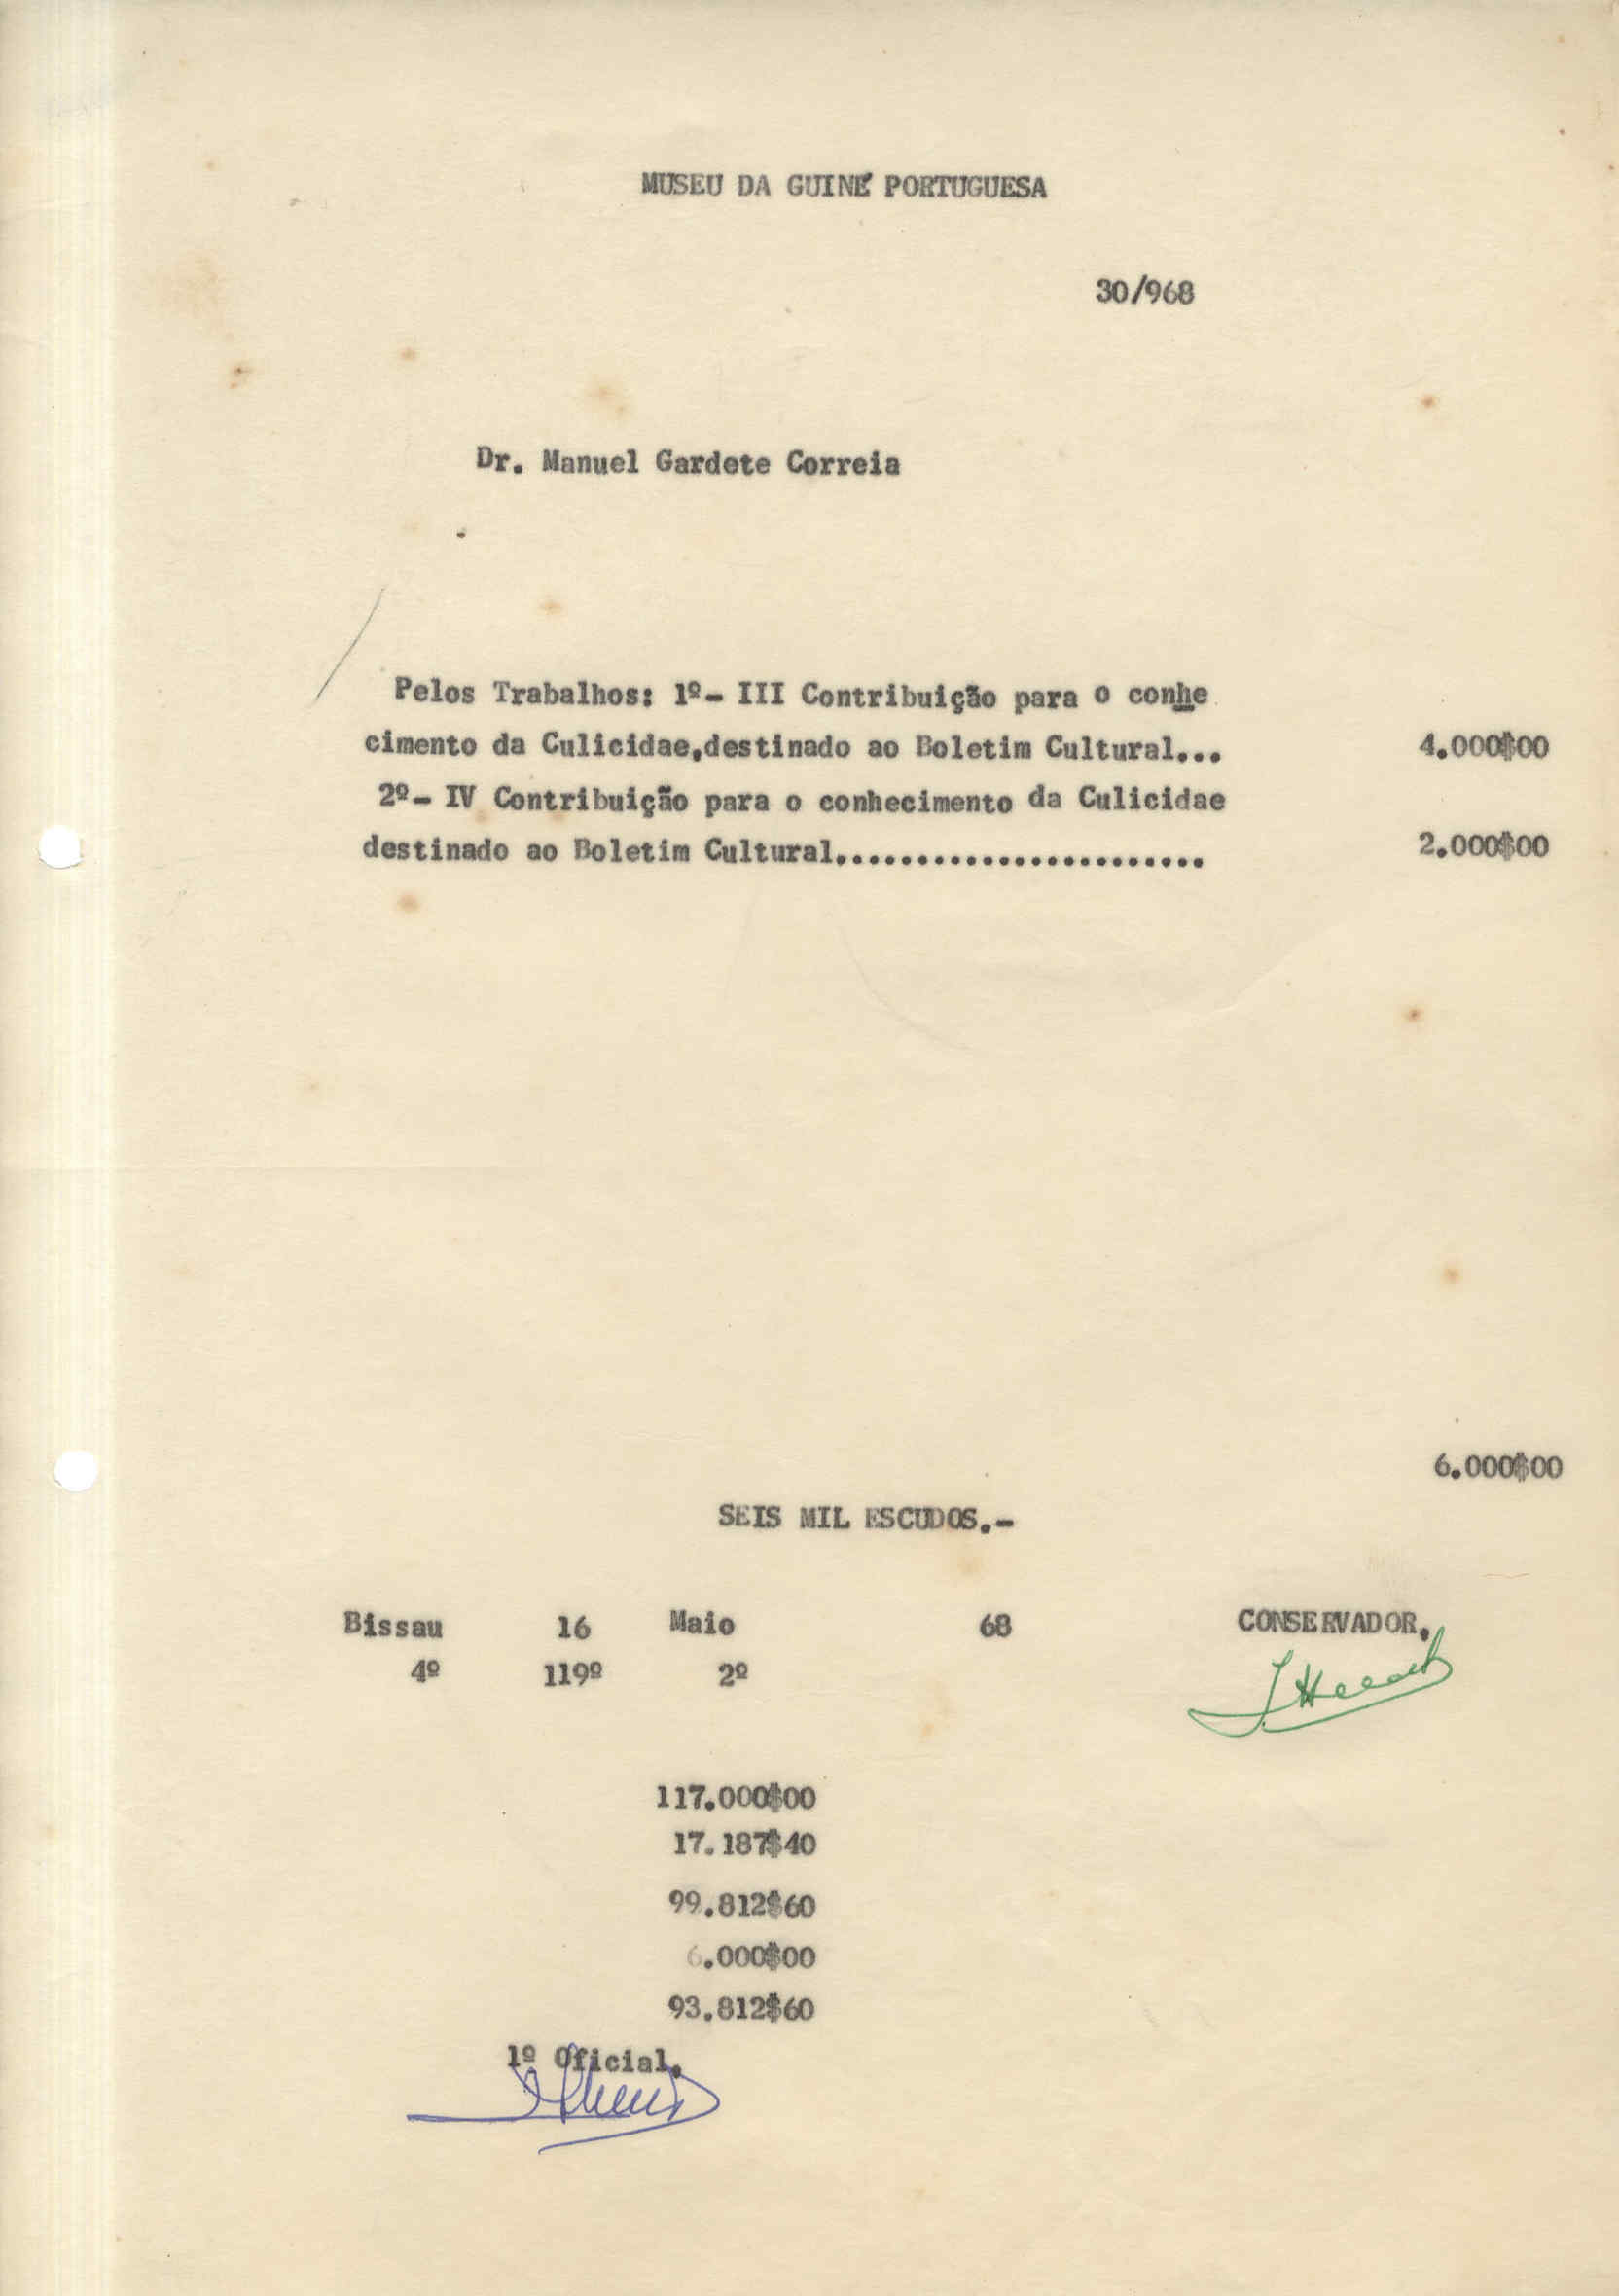 MUSEU DA GUINÉ PORTUGUESA
30/968
Dr. Manuel Gardete Correia
Pelos Trabalhos: 1º- III Contribuição para o conhe
cimento da Culicidae,destinado ao Boletim Cultural... 4.000$00
2º- IV Contribuição para o conhecimento da Culicidae
destinado ao Boletim Cultural....................... 2.000$00
6.000$00
SEIS MIL ESCUDOS.-
Bissau 16 Maio 68 CONSERVADOR,
4º 119º 2º
117.000$00
17.187$40
99.812$60
6.000$00
93.812$60
1º Oficial,